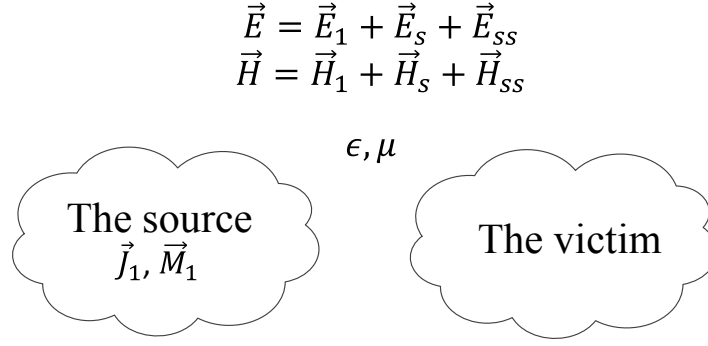 E⃗ = E⃗₁ + E⃗ₛ + E⃗ₛₛ
H⃗ = H⃗₁ + H⃗ₛ + H⃗ₛₛ
ϵ, μ
The source
J⃗₁, M⃗₁
The victim